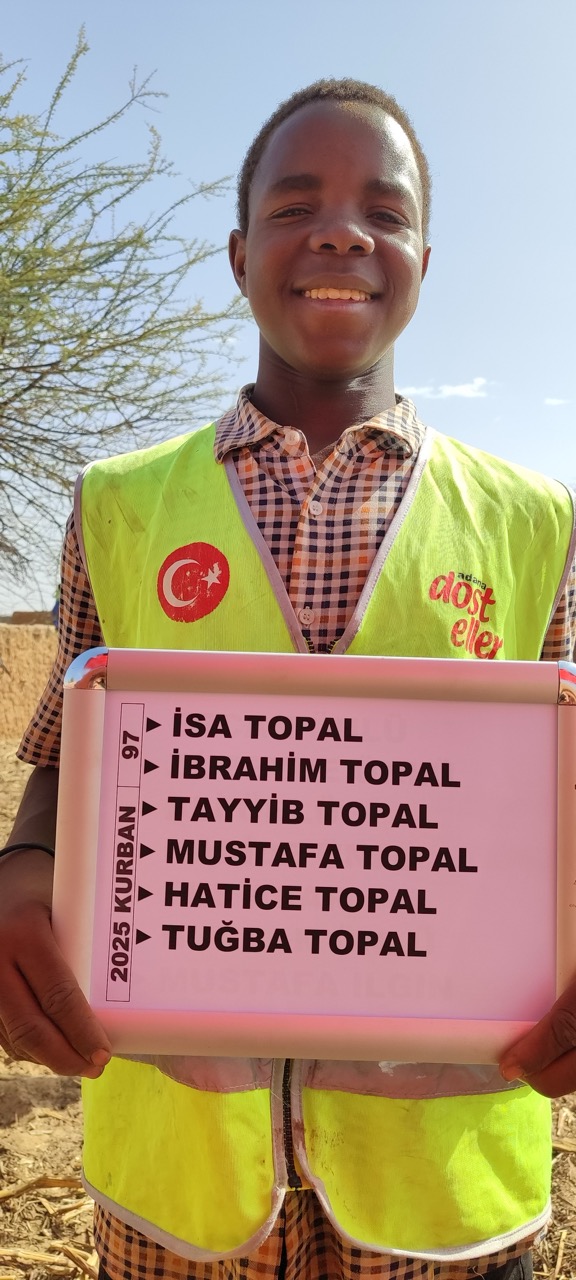 adana
dost
eller
2025 KURBAN 97
▶ İSA TOPAL
▶ İBRAHİM TOPAL
▶ TAYYİB TOPAL
▶ MUSTAFA TOPAL
▶ HATİCE TOPAL
▶ TUĞBA TOPAL